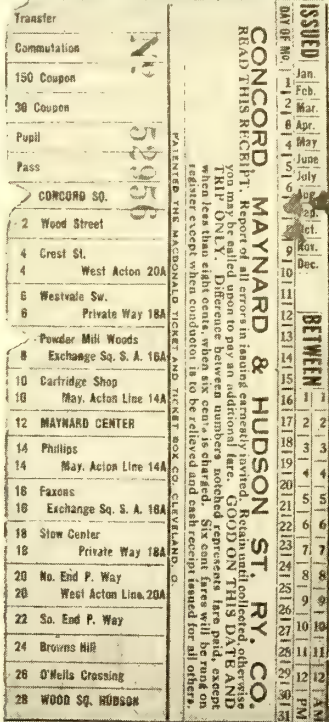 Transfer
Commutation
150 Coupon
30 Coupon
Pupil
Pass
CONCORD SQ.
2 Wood Street
4 Crest St.
4 West Acton 20A
6 Westvale Sw.
6 Private Way 18A
Powder Mill Woods
8 Exchange Sq. S. A. 16A
10 Cartridge Shop
10 May. Acton Line 14A
12 MAYNARD CENTER
14 Phillips
14 May. Acton Line 14A
16 Faxons
16 Exchange Sq. S. A. 16A
18 Stow Center
18 Private Way 18A
20 No. End P. Way
20 West Acton Line. 20A
22 So. End P. Way
24 Browns Hill
26 O'Neils Crossing
28 WOOD SQ. HUDSON
No. 52956
PATENTED THE MACDONALD TICKET AND TICKET BOX CO., CLEVELAND, O.
CONCORD, MAYNARD & HUDSON ST. RY. CO.
READ THIS RECEIPT. Report of all errors in issuing earnestly invited. Retain until collected otherwise
you may be called upon to pay an additional fare. GOOD ON THIS DATE AND
TRIP ONLY. Difference between numbers notched represents fare paid, except
when less than eight cents, when six cents is charged. Six cent fares will be rung on
register except when conductor is to be relieved and cash receipt issued for all others.
ISSUED
DAY OF MO.
1 2 3 4 5 6 7 8 9 10 11 12 13 14 15 16 17 18 19 20 21 22 23 24 25 26 27 28 29 30 31
Jan.
Feb.
Mar.
Apr.
May
June
July
Aug.
Sep.
Oct.
Nov.
Dec.
BETWEEN
1 1
2 2
3 3
4 4
5 5
6 6
7 7
8 8
9 9
10 10
11 11
12 12
PM AM